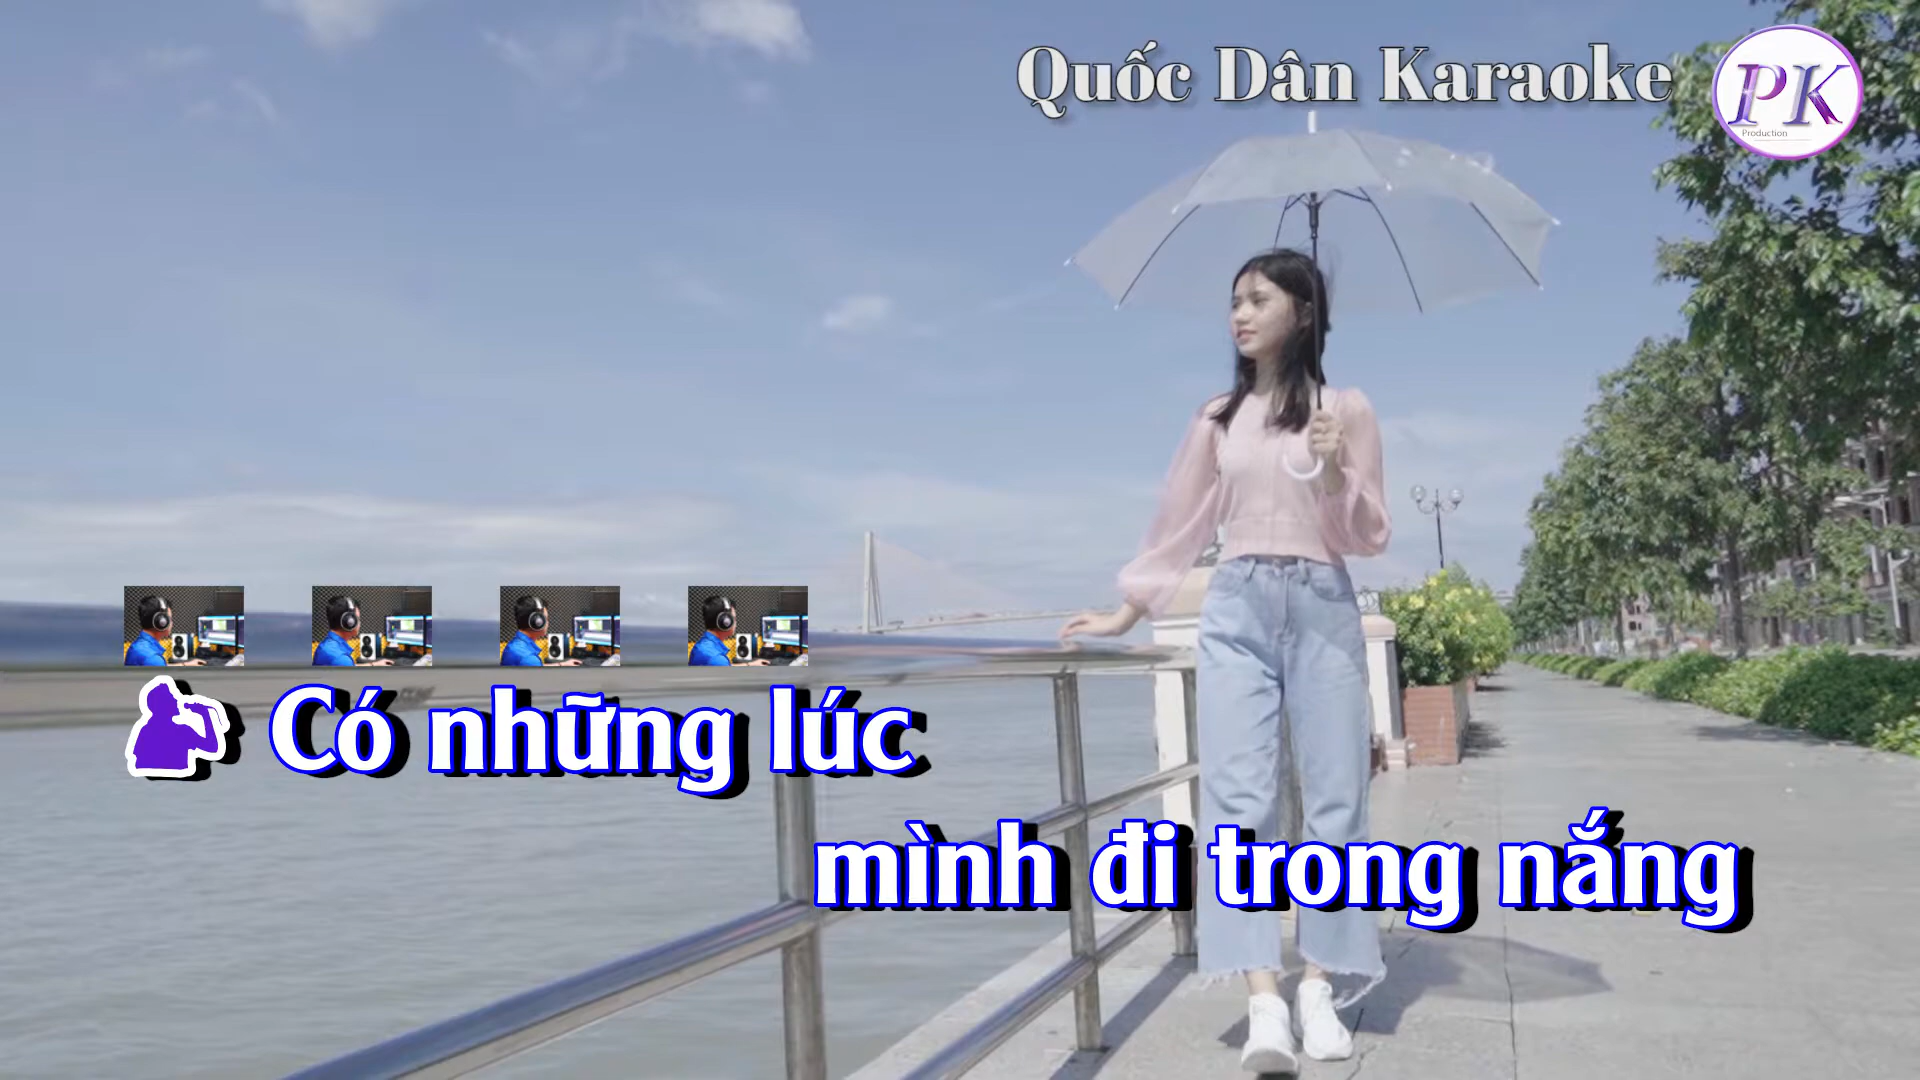 Quốc Dân Karaoke
PK
Production
Có những lúc
mình đi trong nắng